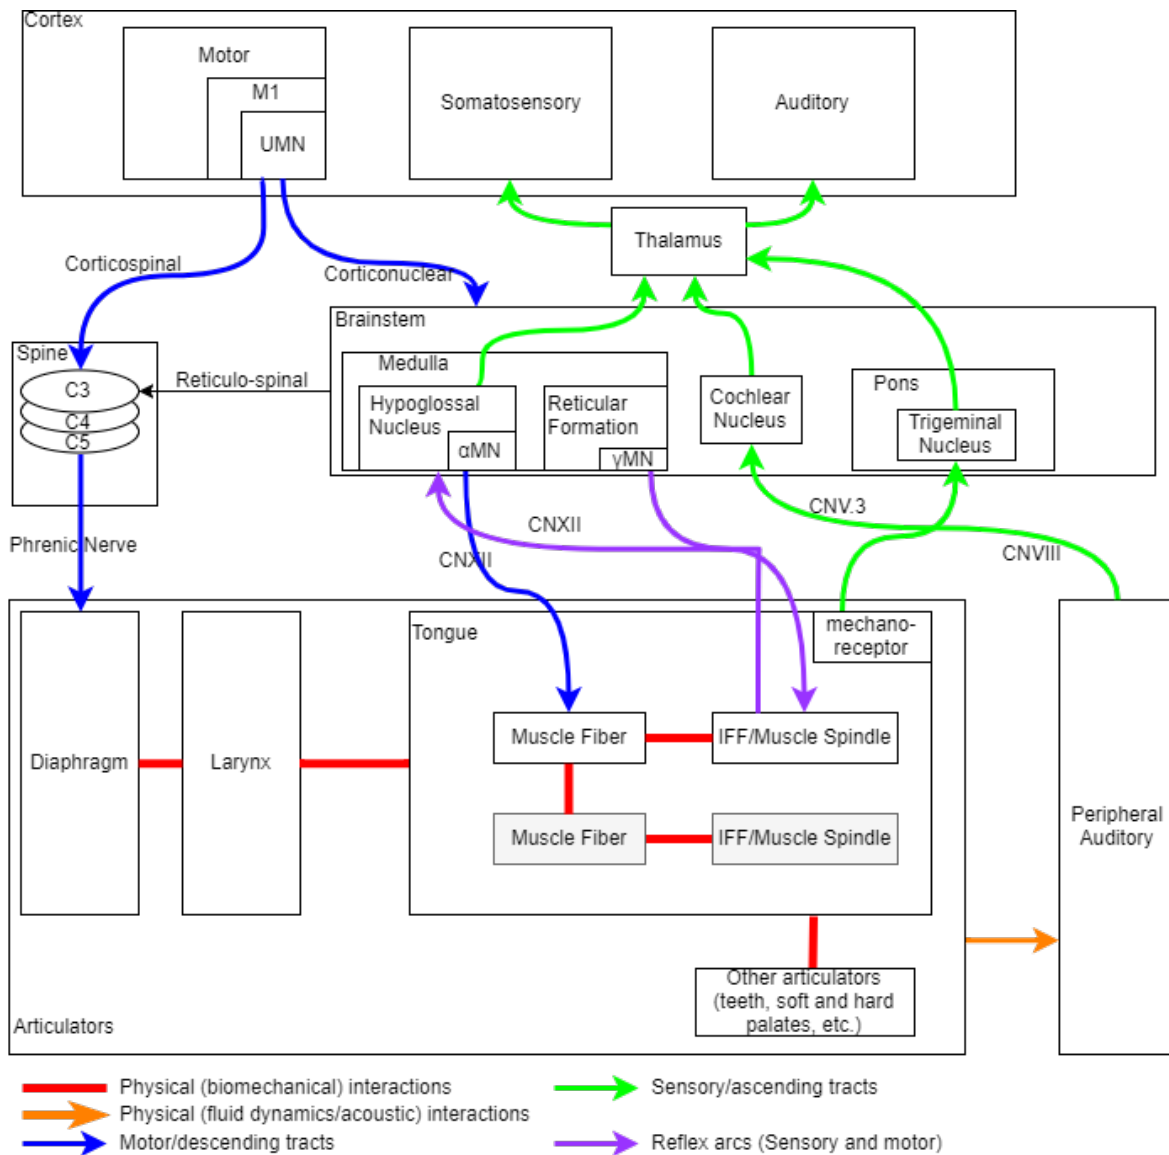 Cortex
Motor
M1
UMN
Somatosensory
Auditory
Thalamus
Corticospinal
Corticonuclear
Brainstem
Spine
C3
C4
C5
Reticulo-spinal
Medulla
Hypoglossal
Nucleus
αMN
Reticular
Formation
γMN
Cochlear
Nucleus
Pons
Trigeminal
Nucleus
Phrenic Nerve
CNXII
CNXII
CNV.3
CNVIII
Tongue
mechano-
receptor
Diaphragm
Larynx
Muscle Fiber
IFF/Muscle Spindle
Muscle Fiber
IFF/Muscle Spindle
Peripheral
Auditory
Other articulators
(teeth, soft and hard
palates, etc.)
Articulators
Physical (biomechanical) interactions
Physical (fluid dynamics/acoustic) interactions
Motor/descending tracts
Sensory/ascending tracts
Reflex arcs (Sensory and motor)